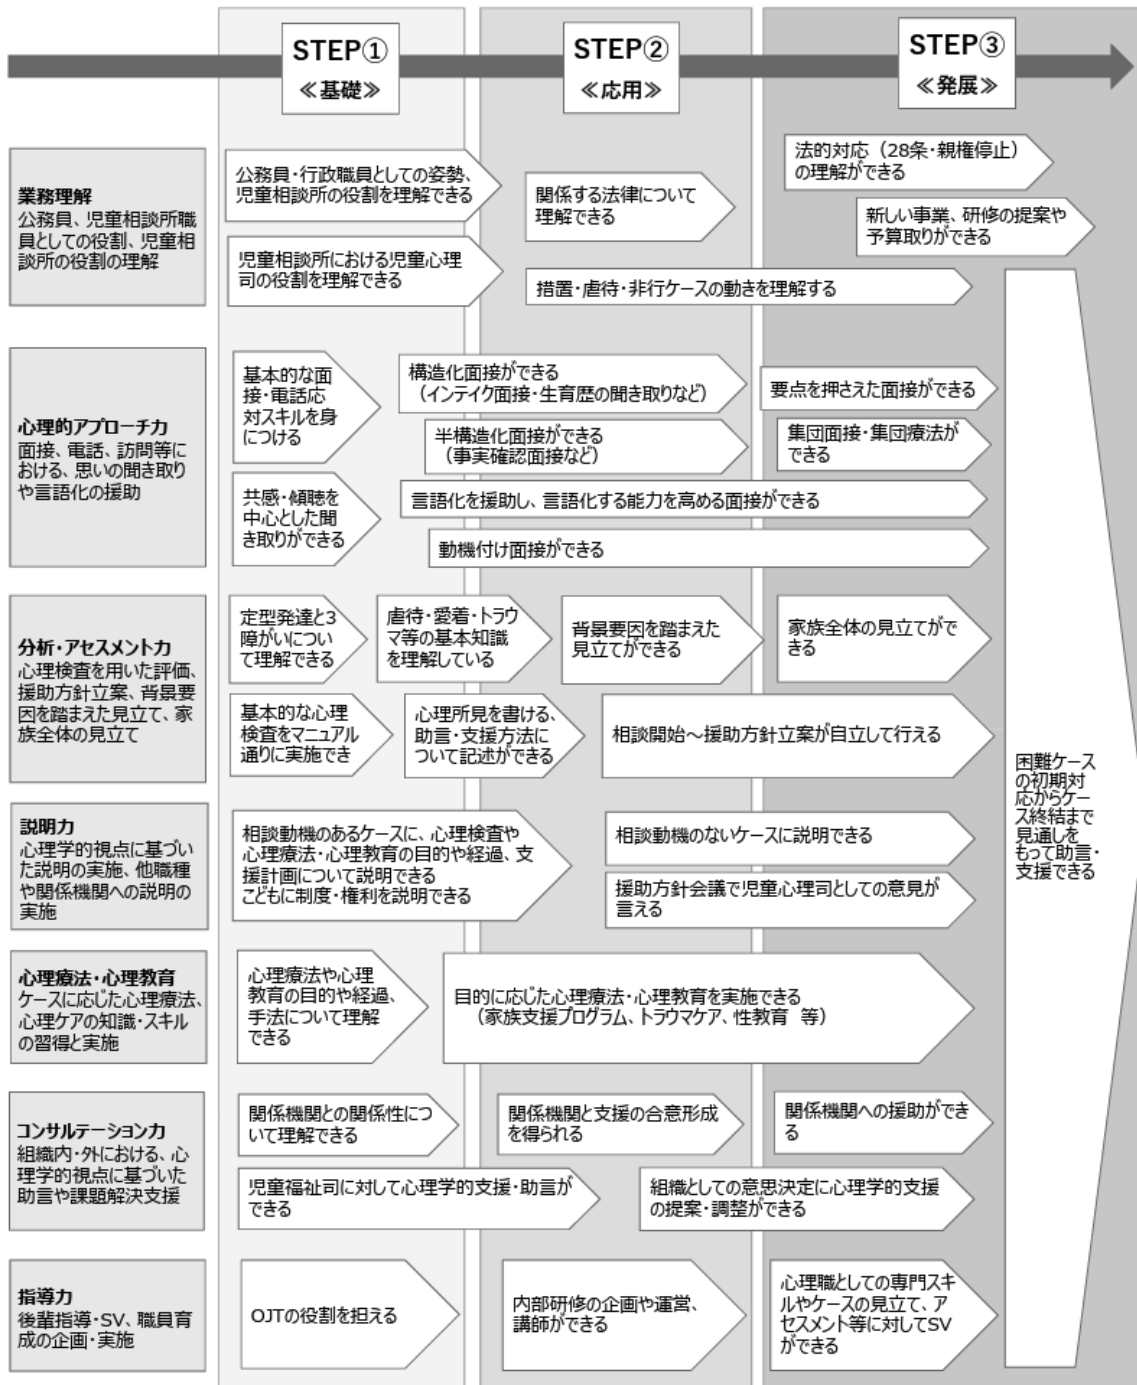 STEP①
≪基礎≫
STEP②
≪応用≫
STEP③
≪発展≫
業務理解
公務員、児童相談所職
員としての役割、児童相
談所の役割の理解
公務員・行政職員としての姿勢、
児童相談所の役割を理解できる
児童相談所における児童心理
司の役割を理解できる
関係する法律について
理解できる
措置・虐待・非行ケースの動きを理解する
法的対応（28条・親権停止）
の理解ができる
新しい事業、研修の提案や
予算取りができる
心理的アプローチ力
面接、電話、訪問等に
おける、思いの聞き取り
や言語化の援助
基本的な面
接・電話応
対スキルを身
につける
共感・傾聴を
中心とした聞
き取りができる
構造化面接ができる
（インテイク面接・生育歴の聞き取りなど）
半構造化面接ができる
（事実確認面接など）
言語化を援助し、言語化する能力を高める面接ができる
動機付け面接ができる
要点を押さえた面接ができる
集団面接・集団療法が
できる
分析・アセスメント力
心理検査を用いた評価、
援助方針立案、背景要
因を踏まえた見立て、家
族全体の見立て
定型発達と3
障がいについ
て理解できる
虐待・愛着・トラウ
マ等の基本知識
を理解している
背景要因を踏まえた
見立てができる
家族全体の見立てがで
きる
基本的な心理
検査をマニュアル
通りに実施でき
心理所見を書ける、
助言・支援方法に
ついて記述ができる
相談開始～援助方針立案が自立して行える
説明力
心理学的視点に基づい
た説明の実施、他職種
や関係機関への説明の
実施
相談動機のあるケースに、心理検査や
心理療法・心理教育の目的や経過、支
援計画について説明できる
こどもに制度・権利を説明できる
相談動機のないケースに説明できる
援助方針会議で児童心理司としての意見が
言える
心理療法・心理教育
ケースに応じた心理療法、
心理ケアの知識・スキル
の習得と実施
心理療法や心理
教育の目的や経過、
手法について理解
できる
目的に応じた心理療法・心理教育を実施できる
（家族支援プログラム、トラウマケア、性教育　等）
コンサルテーション力
組織内・外における、心
理学的視点に基づいた
助言や課題解決支援
関係機関との関係性につ
いて理解できる
関係機関と支援の合意形成
を得られる
関係機関への援助ができ
る
児童福祉司に対して心理学的支援・助言が
できる
組織としての意思決定に心理学的支援
の提案・調整ができる
指導力
後輩指導・SV、職員育
成の企画・実施
OJTの役割を担える
内部研修の企画や運営、
講師ができる
心理職としての専門スキ
ルやケースの見立て、ア
セスメント等に対してSV
ができる
困難ケース
の初期対
応からケー
ス終結まで
見通しを
もって助言・
支援できる